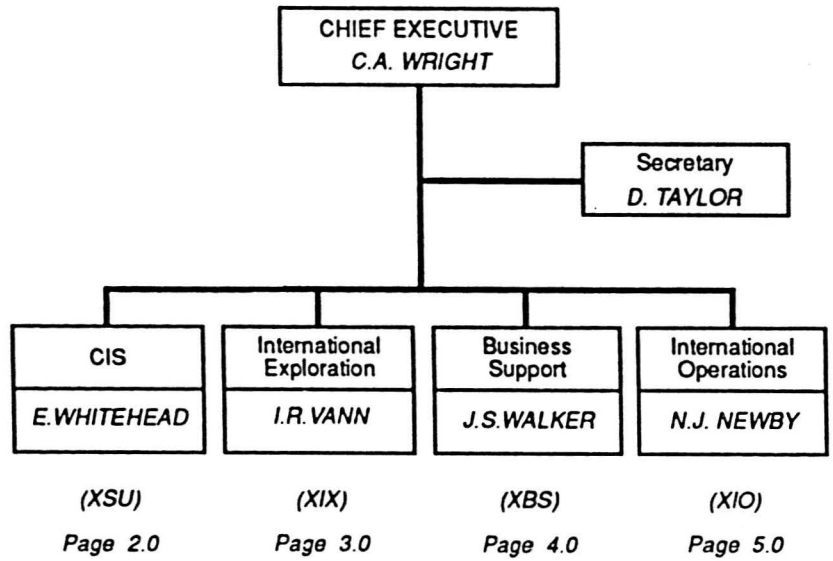 CHIEF EXECUTIVE
C.A. WRIGHT
Secretary
D. TAYLOR
CIS
E.WHITEHEAD
(XSU)
Page 2.0
International
Exploration
I.R.VANN
(XIX)
Page 3.0
Business
Support
J.S.WALKER
(XBS)
Page 4.0
International
Operations
N.J. NEWBY
(XIO)
Page 5.0